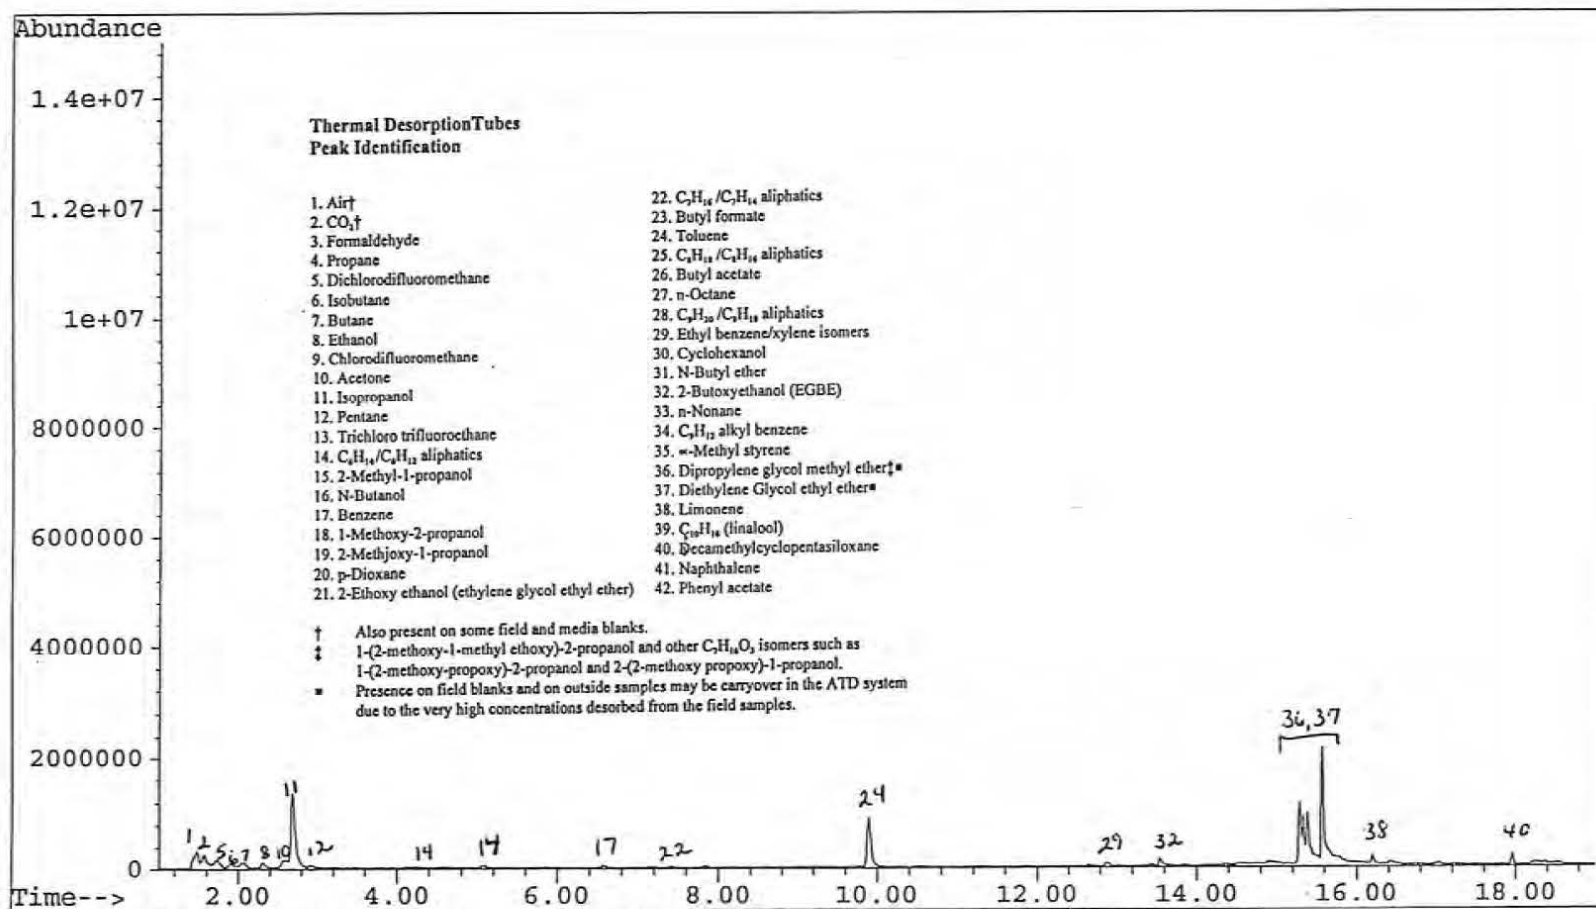 Abundance
1.4e+07
1.2e+07
1e+07
8000000
6000000
4000000
2000000
0
Thermal DesorptionTubes
Peak Identification
1. Air†
2. CO₂†
3. Formaldehyde
4. Propane
5. Dichlorodifluoromethane
6. Isobutane
7. Butane
8. Ethanol
9. Chlorodifluoromethane
10. Acetone
11. Isopropanol
12. Pentane
13. Trichloro trifluoroethane
14. C₆H₁₄/C₆H₁₂ aliphatics
15. 2-Methyl-1-propanol
16. N-Butanol
17. Benzene
18. 1-Methoxy-2-propanol
19. 2-Methjoxy-1-propanol
20. p-Dioxane
21. 2-Ethoxy ethanol (ethylene glycol ethyl ether)
22. C₇H₁₆/C₇H₁₄ aliphatics
23. Butyl formate
24. Toluene
25. C₈H₁₈/C₈H₁₆ aliphatics
26. Butyl acetate
27. n-Octane
28. C₉H₂₀/C₉H₁₈ aliphatics
29. Ethyl benzene/xylene isomers
30. Cyclohexanol
31. N-Butyl ether
32. 2-Butoxyethanol (EGBE)
33. n-Nonane
34. C₉H₁₂ alkyl benzene
35. ∝-Methyl styrene
36. Dipropylene glycol methyl ether‡▪
37. Diethylene Glycol ethyl ether▪
38. Limonene
39. C₁₀H₁₆ (linalool)
40. Decamethylcyclopentasiloxane
41. Naphthalene
42. Phenyl acetate
† Also present on some field and media blanks.
‡ 1-(2-methoxy-1-methyl ethoxy)-2-propanol and other C₇H₁₆O₃ isomers such as
1-(2-methoxy-propoxy)-2-propanol and 2-(2-methoxy propoxy)-1-propanol.
▪ Presence on field blanks and on outside samples may be carryover in the ATD system
due to the very high concentrations desorbed from the field samples.
1 2 5 6 7 8 10 11 12 14 14 17 22 24 29 32 36,37 38 40
Time--> 2.00 4.00 6.00 8.00 10.00 12.00 14.00 16.00 18.00